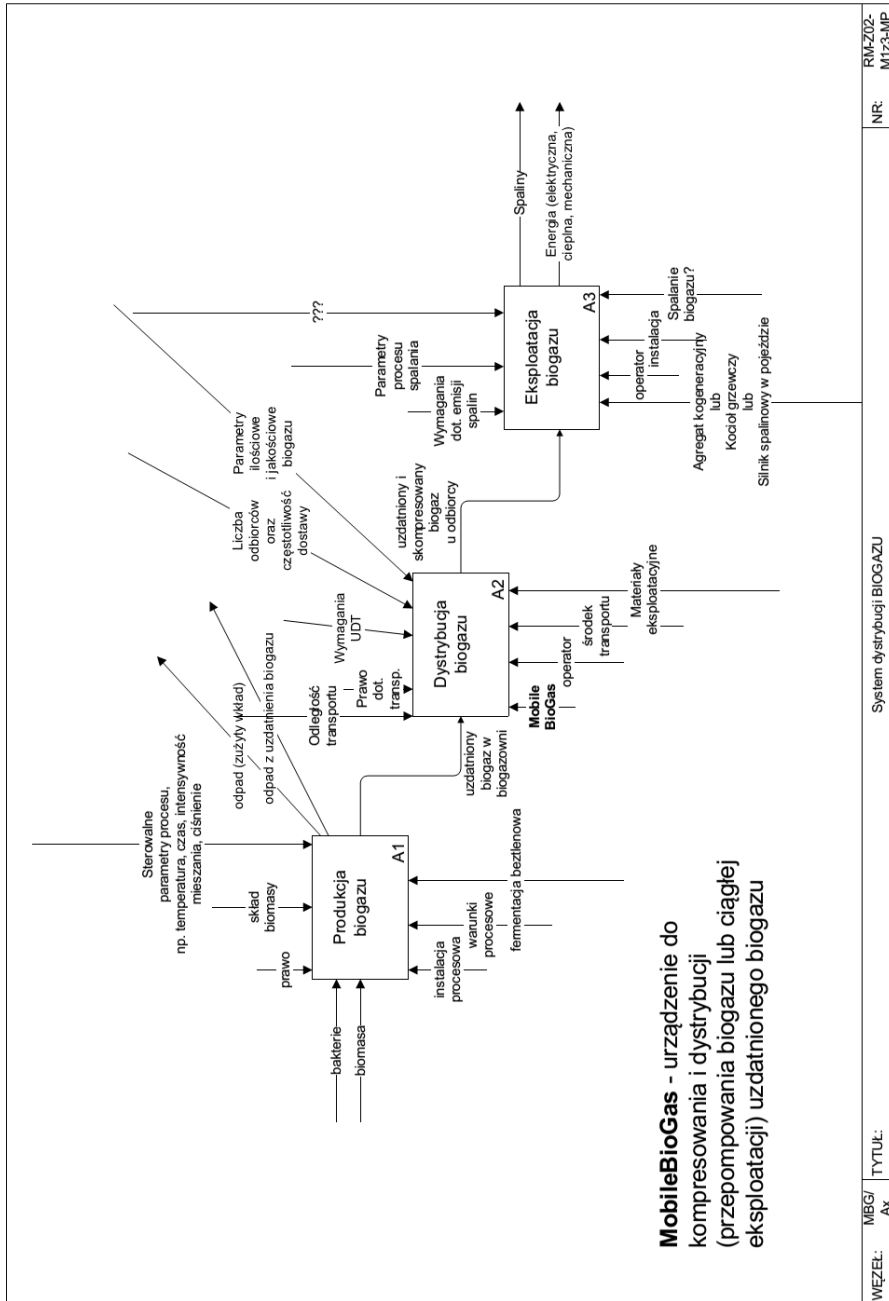 Sterowalne
parametry procesu,
np. temperatura, czas, intensywność
mieszania, ciśnienie
skład
biomasy
prawo
bakterie
biomasa
Produkcja
biogazu
A1
instalacja
procesowa
warunki
procesowe
fermentacja beztlenowa
odpad (zużyty wkład)
odpad z uzdatnienia biogazu
uzdatniony
biogaz w
biogazowni
Odległość
transportu
Prawo
dot.
transp.
Wymagania
UDT
Liczba
odbiorców
oraz
częstotliwość
dostawy
Parametry
ilościowe
i jakościowe
biogazu
Dystrybucja
biogazu
A2
Mobile
BioGas
operator
środek
transportu
Materiały
eksploatacyjne
uzdatniony i
skompresowany
biogaz
u odbiorcy
Wymagania
dot. emisji
spalin
Parametry
procesu
spalania
???
Eksploatacja
biogazu
A3
Spaliny
Energia (elektryczna,
cieplna, mechaniczna)
Agregat kogeneracyjny
lub
Kocioł grzewczy
lub
Silnik spalinowy w pojeździe
operator
instalacja
Spalanie
biogazu?
MobileBioGas - urządzenie do
kompresowania i dystrybucji
(przepompowania biogazu lub ciągłej
eksploatacji) uzdatnionego biogazu
WĘZEŁ:
MBG/
Ax
TYTUŁ:
System dystrybucji BIOGAZU
NR:
RM-Z02-
M1z3-MP